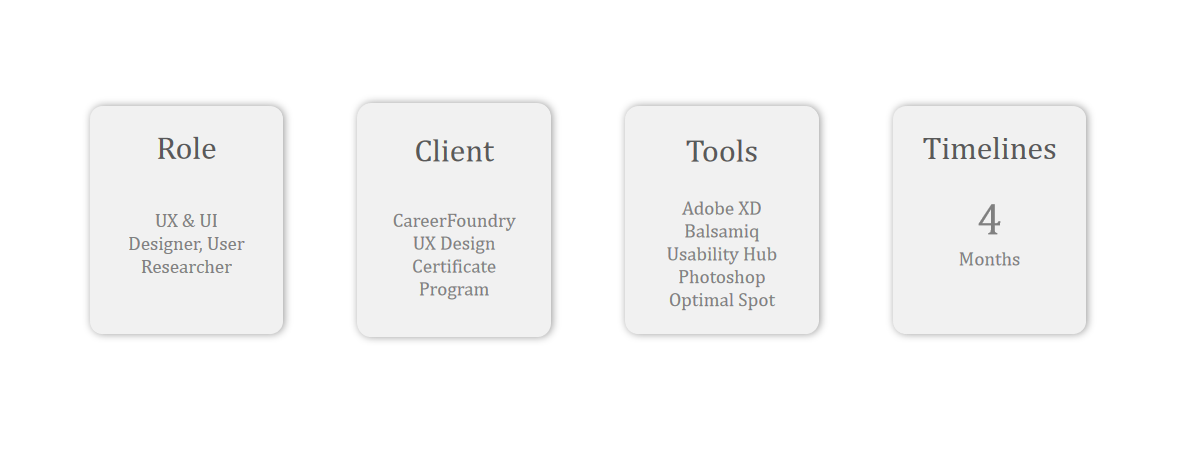 Role
UX & UI
Designer, User
Researcher
Client
CareerFoundry
UX Design
Certificate
Program
Tools
Adobe XD
Balsamiq
Usability Hub
Photoshop
Optimal Spot
Timelines
4
Months